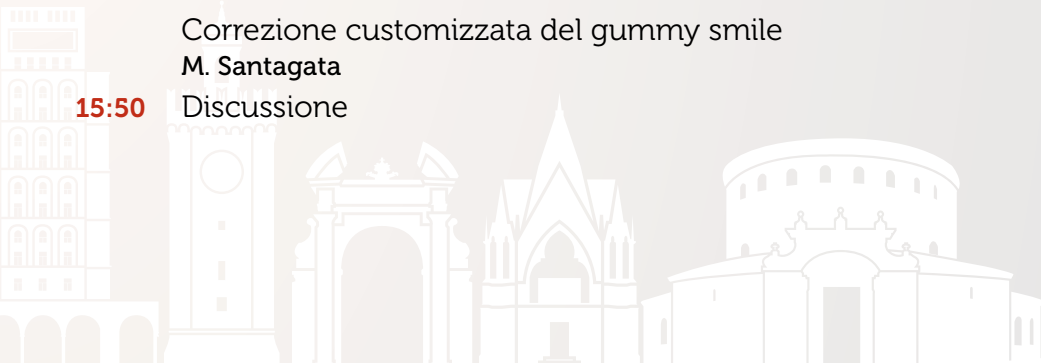 Correzione customizzata del gummy smile
M. Santagata
15:50 Discussione